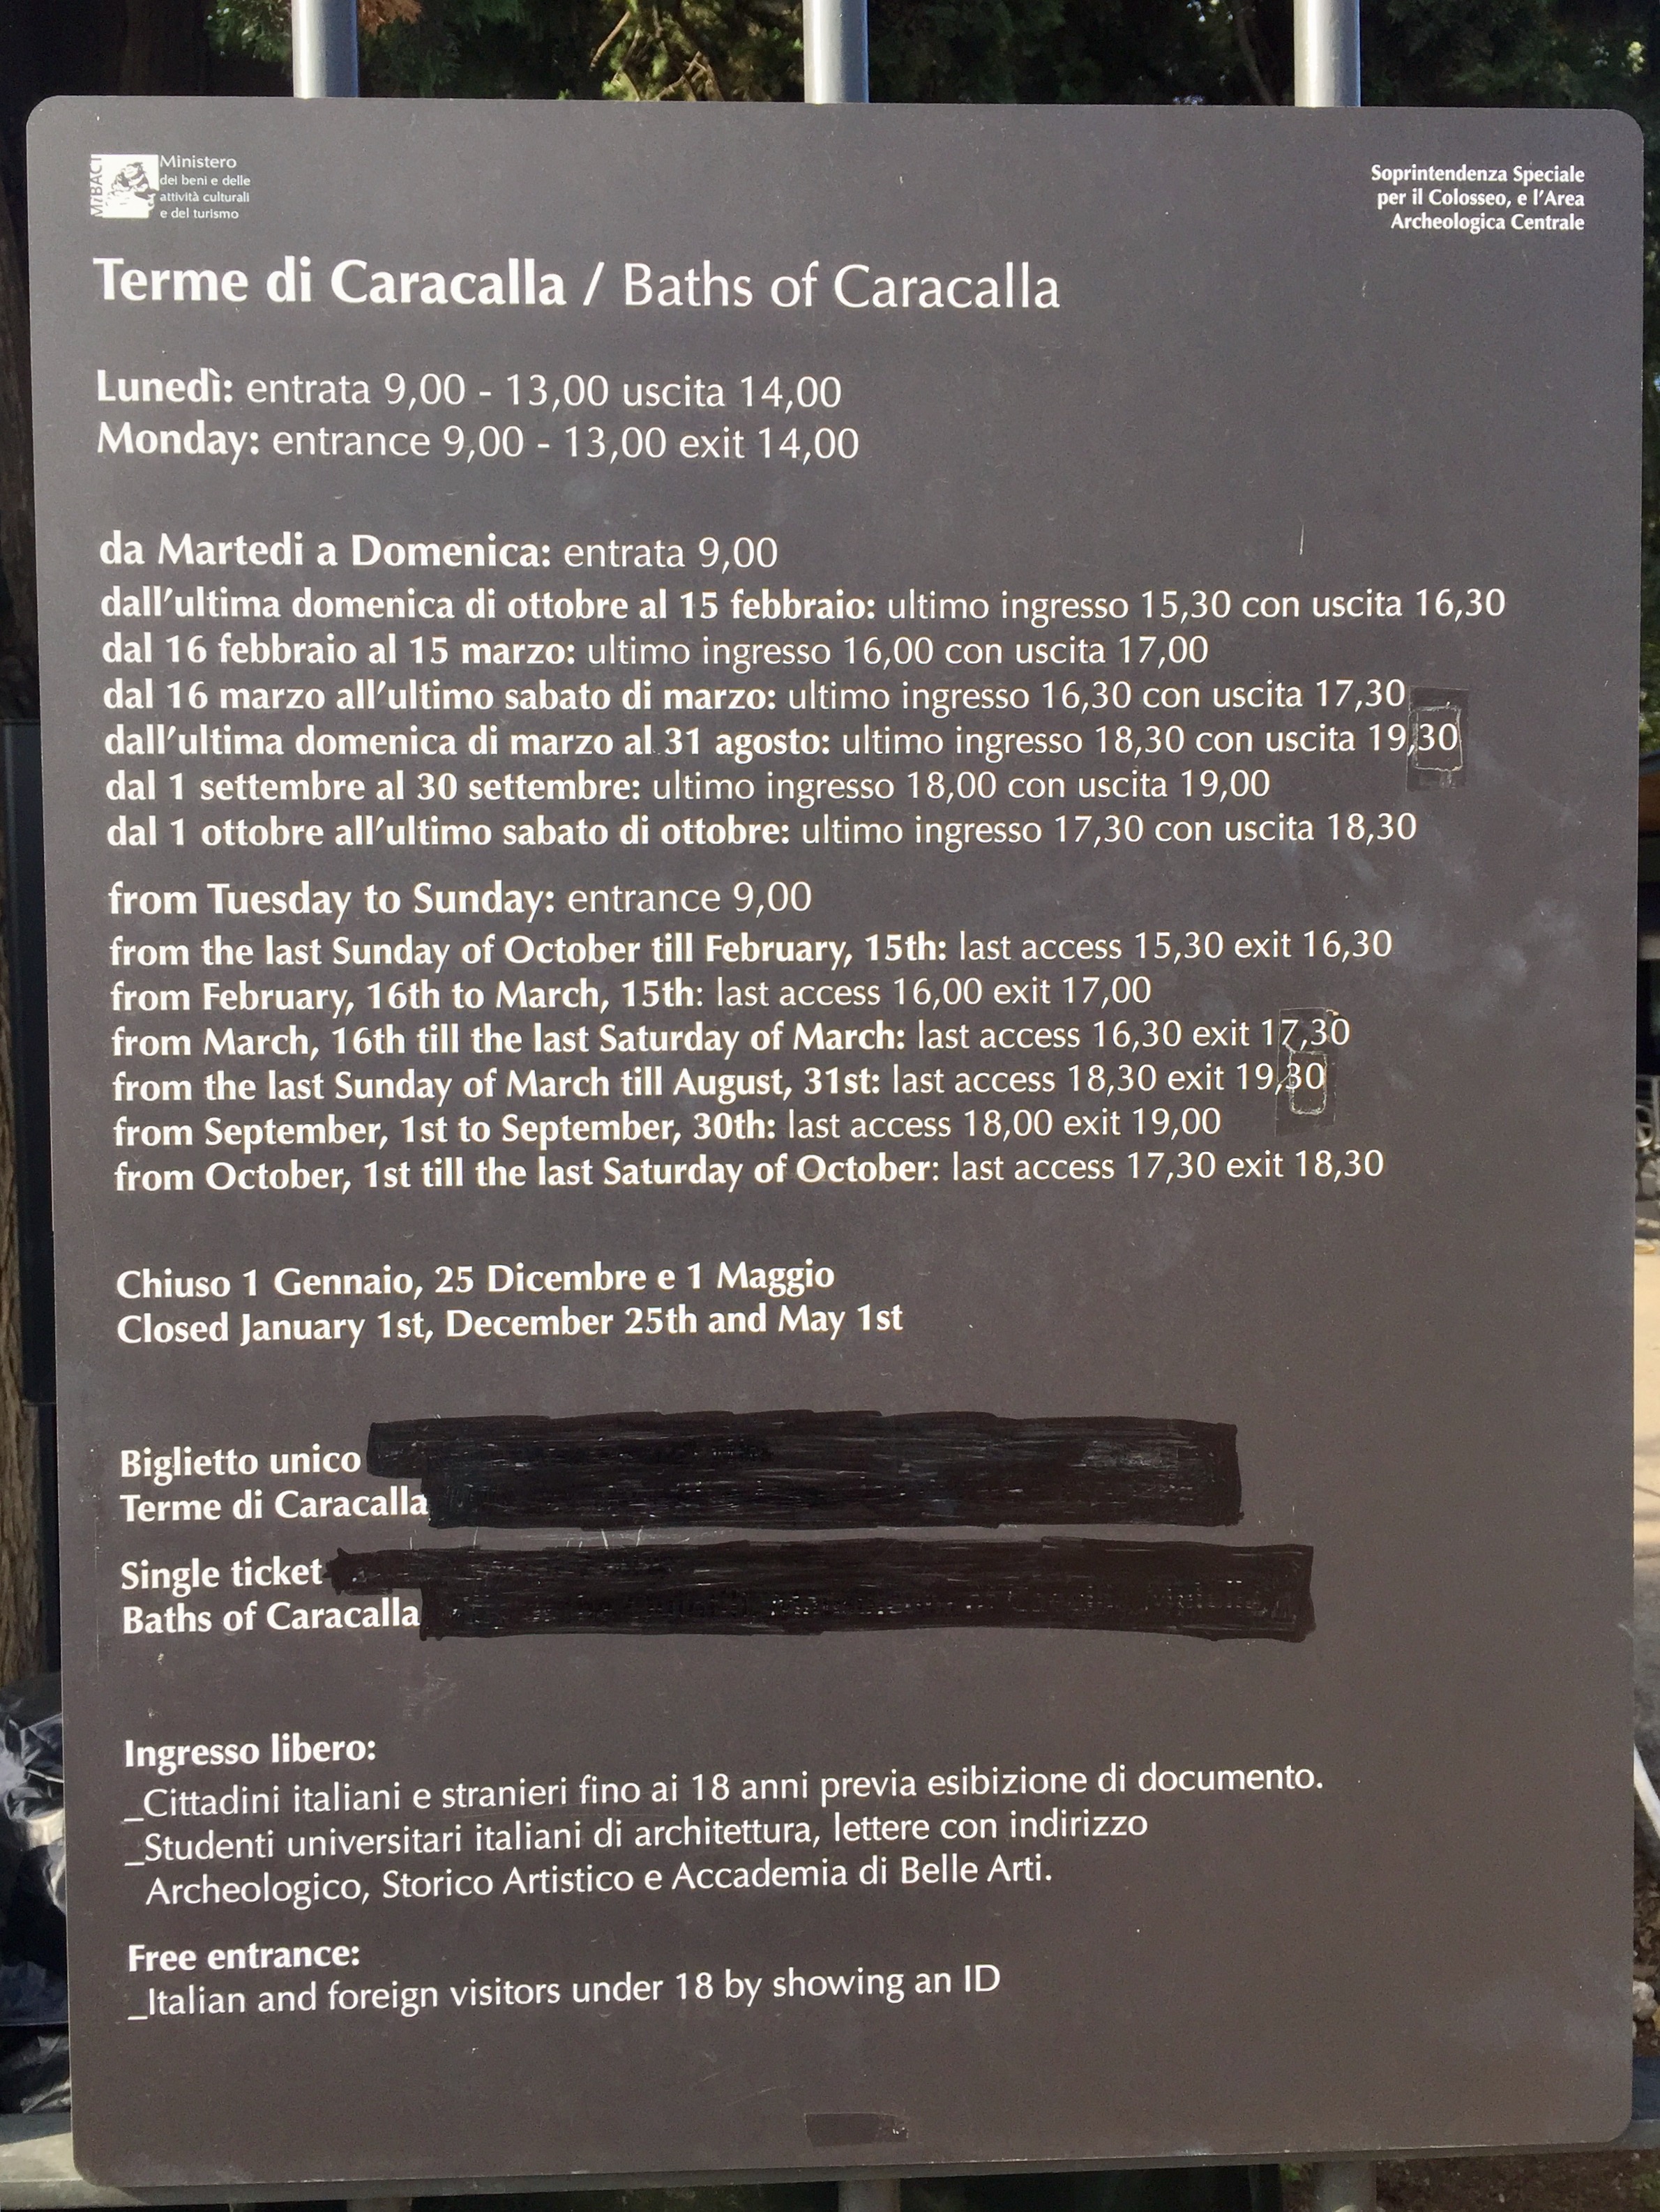 MiBACT
Ministero
dei beni e delle
attività culturali
e del turismo
Soprintendenza Speciale
per il Colosseo, e l'Area
Archeologica Centrale
Terme di Caracalla / Baths of Caracalla
Lunedì: entrata 9,00 - 13,00 uscita 14,00
Monday: entrance 9,00 - 13,00 exit 14,00
da Martedi a Domenica: entrata 9,00
dall'ultima domenica di ottobre al 15 febbraio: ultimo ingresso 15,30 con uscita 16,30
dal 16 febbraio al 15 marzo: ultimo ingresso 16,00 con uscita 17,00
dal 16 marzo all'ultimo sabato di marzo: ultimo ingresso 16,30 con uscita 17,30
dall'ultima domenica di marzo al 31 agosto: ultimo ingresso 18,30 con uscita 19,30
dal 1 settembre al 30 settembre: ultimo ingresso 18,00 con uscita 19,00
dal 1 ottobre all'ultimo sabato di ottobre: ultimo ingresso 17,30 con uscita 18,30
from Tuesday to Sunday: entrance 9,00
from the last Sunday of October till February, 15th: last access 15,30 exit 16,30
from February, 16th to March, 15th: last access 16,00 exit 17,00
from March, 16th till the last Saturday of March: last access 16,30 exit 17,30
from the last Sunday of March till August, 31st: last access 18,30 exit 19,30
from September, 1st to September, 30th: last access 18,00 exit 19,00
from October, 1st till the last Saturday of October: last access 17,30 exit 18,30
Chiuso 1 Gennaio, 25 Dicembre e 1 Maggio
Closed January 1st, December 25th and May 1st
Biglietto unico
Terme di Caracalla
Single ticket
Baths of Caracalla
Ingresso libero:
_Cittadini italiani e stranieri fino ai 18 anni previa esibizione di documento.
_Studenti universitari italiani di architettura, lettere con indirizzo
Archeologico, Storico Artistico e Accademia di Belle Arti.
Free entrance:
_Italian and foreign visitors under 18 by showing an ID